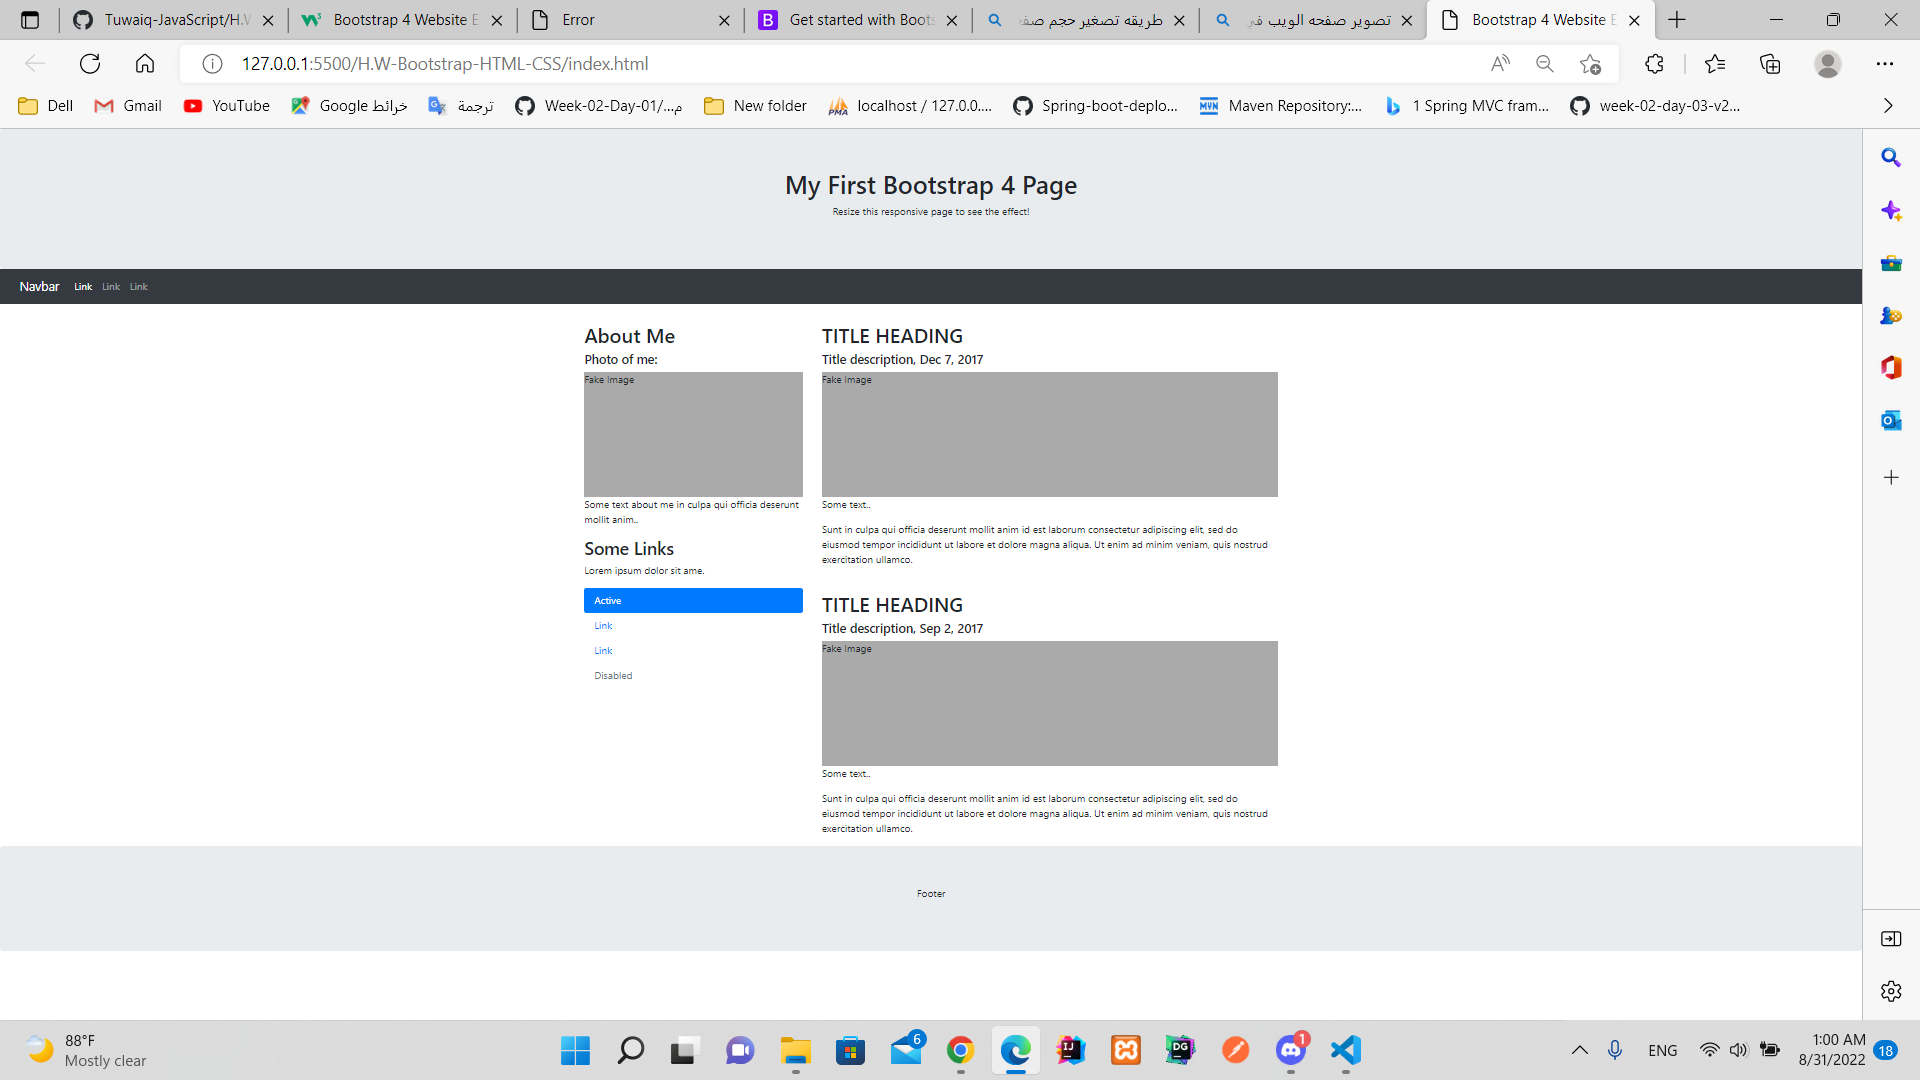 Tuwaiq-JavaScript/H.W
Bootstrap 4 Website E
Error
Get started with Boots
طريقه تصغير حجم صف
تصوير صفحه الويب في
Bootstrap 4 Website E
127.0.0.1:5500/H.W-Bootstrap-HTML-CSS/index.html
Dell
Gmail
YouTube
خرائط Google
ترجمة
Week-02-Day-01/...م
New folder
localhost / 127.0.0....
Spring-boot-deplo...
Maven Repository:...
1 Spring MVC fram...
week-02-day-03-v2...
My First Bootstrap 4 Page
Resize this responsive page to see the effect!
Navbar Link Link Link
About Me
Photo of me:
Fake Image
Some text about me in culpa qui officia deserunt
mollit anim..
Some Links
Lorem ipsum dolor sit ame.
Active
Link
Link
Disabled
TITLE HEADING
Title description, Dec 7, 2017
Fake Image
Some text..
Sunt in culpa qui officia deserunt mollit anim id est laborum consectetur adipiscing elit, sed do
eiusmod tempor incididunt ut labore et dolore magna aliqua. Ut enim ad minim veniam, quis nostrud
exercitation ullamco.
TITLE HEADING
Title description, Sep 2, 2017
Fake Image
Some text..
Sunt in culpa qui officia deserunt mollit anim id est laborum consectetur adipiscing elit, sed do
eiusmod tempor incididunt ut labore et dolore magna aliqua. Ut enim ad minim veniam, quis nostrud
exercitation ullamco.
Footer
88°F
Mostly clear
6
IJ
DG
1
ENG
1:00 AM
8/31/2022
18